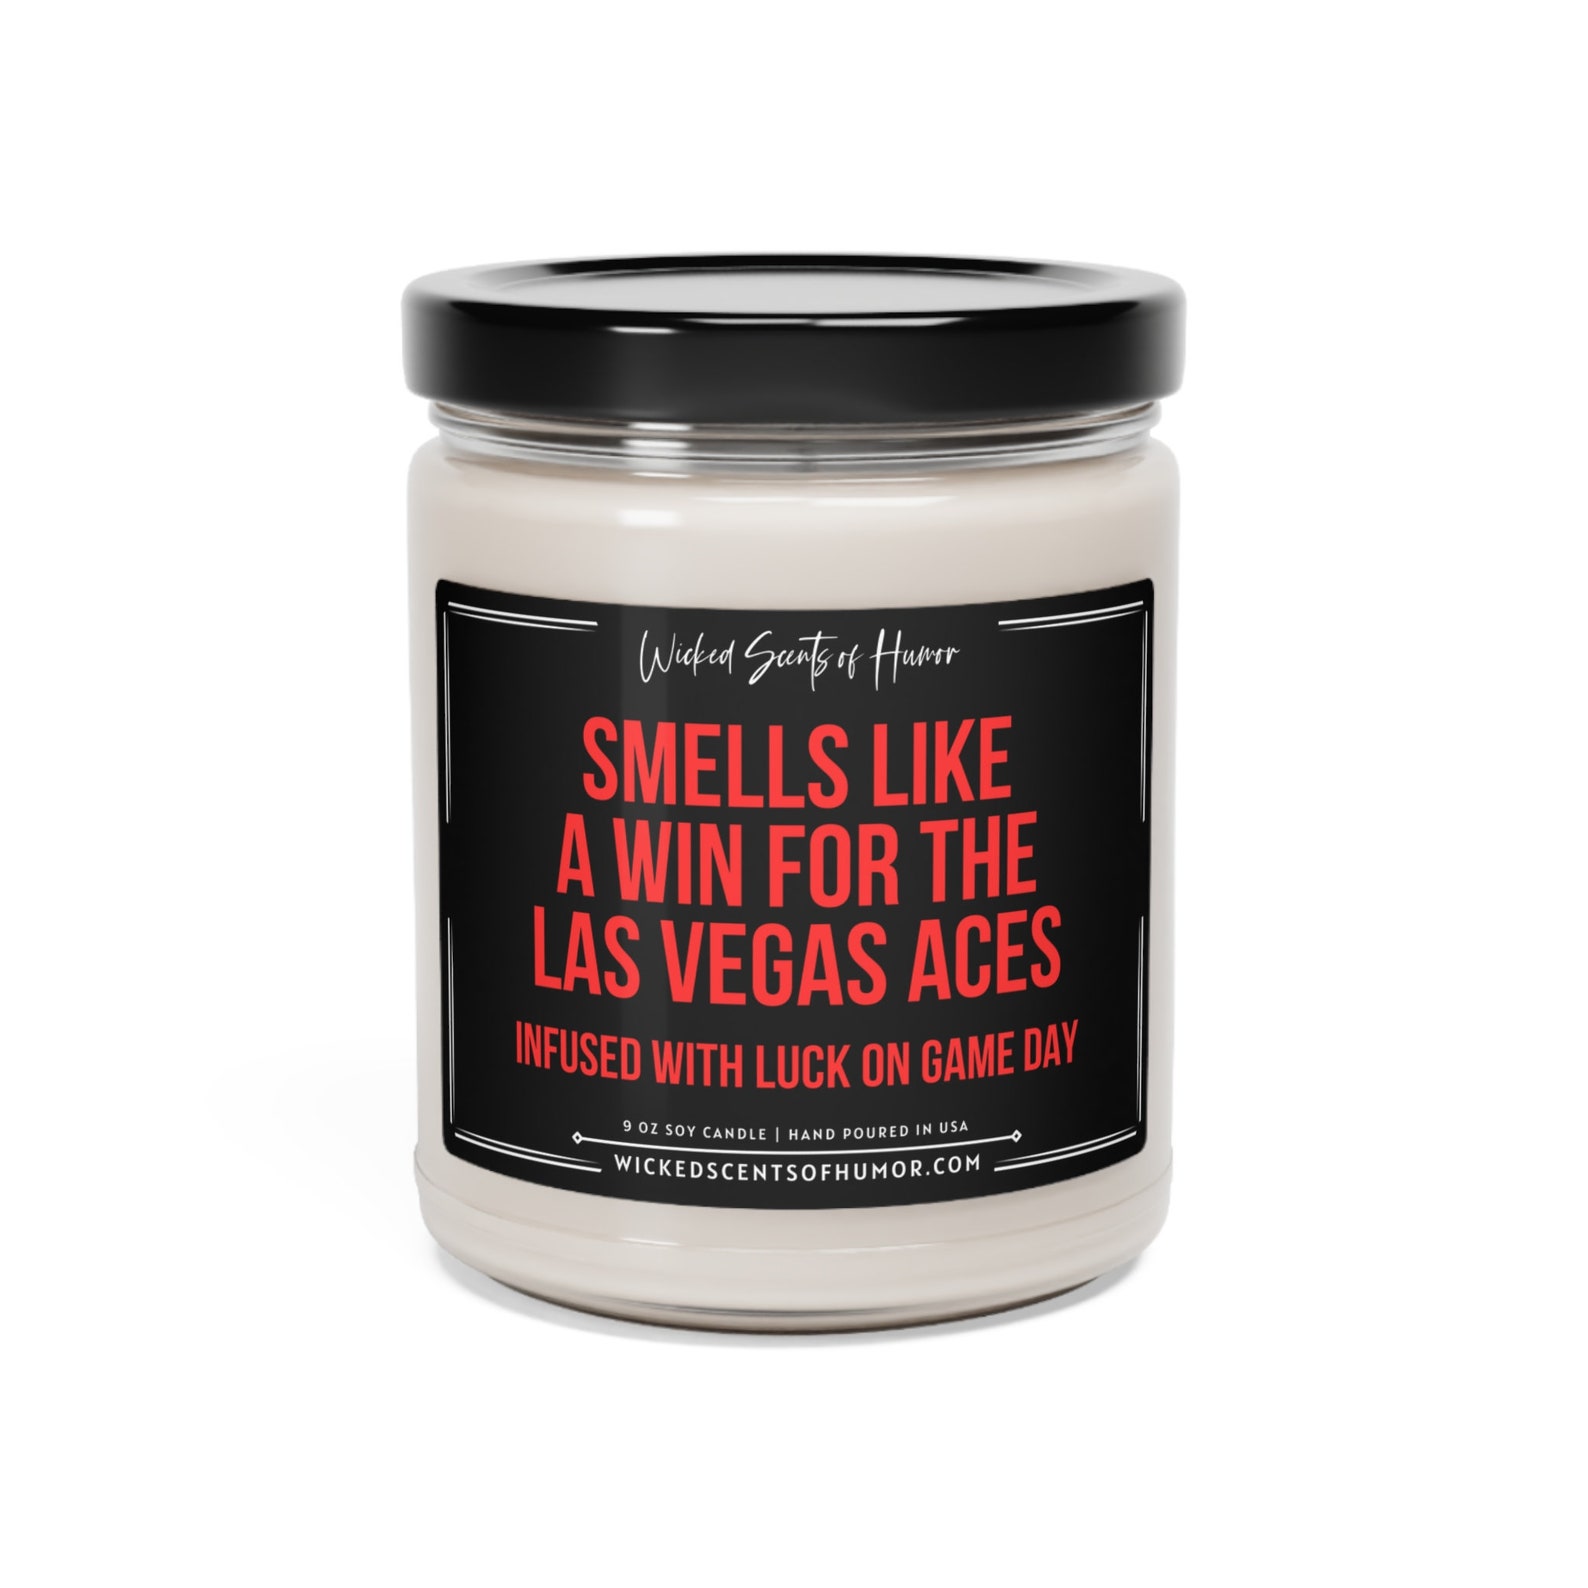 Wicked Scents of Humor
SMELLS LIKE
A WIN FOR THE
LAS VEGAS ACES
INFUSED WITH LUCK ON GAME DAY
9 OZ SOY CANDLE | HAND POURED IN USA
WICKEDSCENTSOFHUMOR.COM